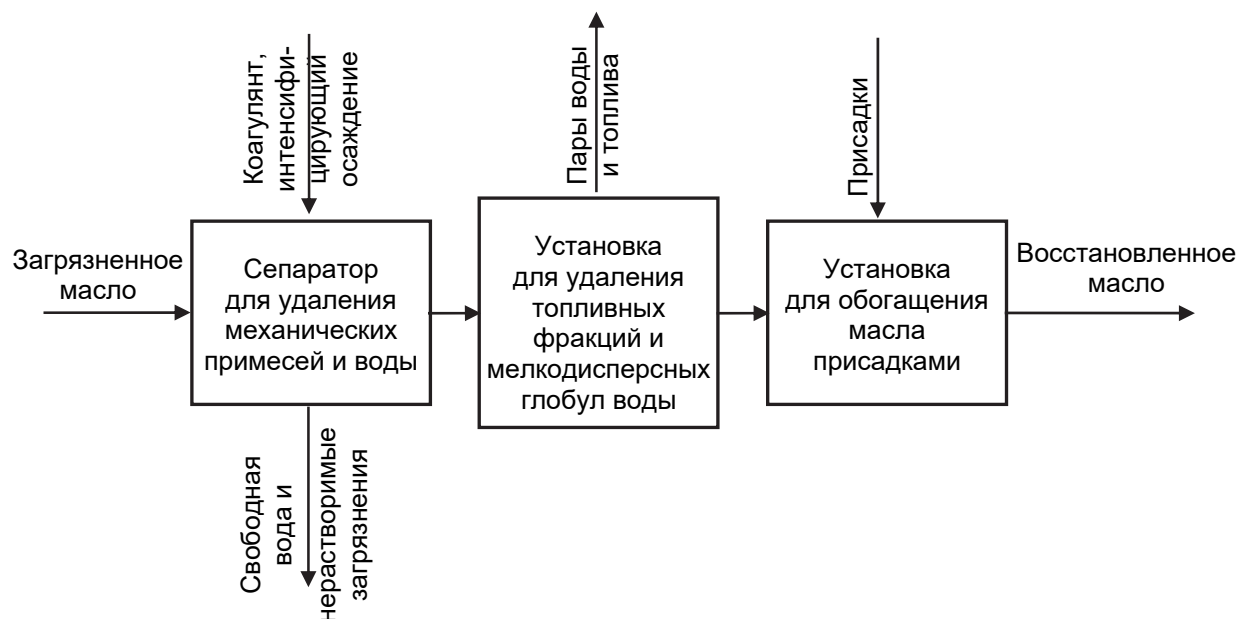 Коагулянт,
интенсифи-
цирующий
осаждение
Пары воды
и топлива
Присадки
Загрязненное
масло
Сепаратор
для удаления
механических
примесей и воды
Установка
для удаления
топливных
фракций и
мелкодисперсных
глобул воды
Установка
для обогащения
масла
присадками
Восстановленное
масло
Свободная
вода и
нерастворимые
загрязнения